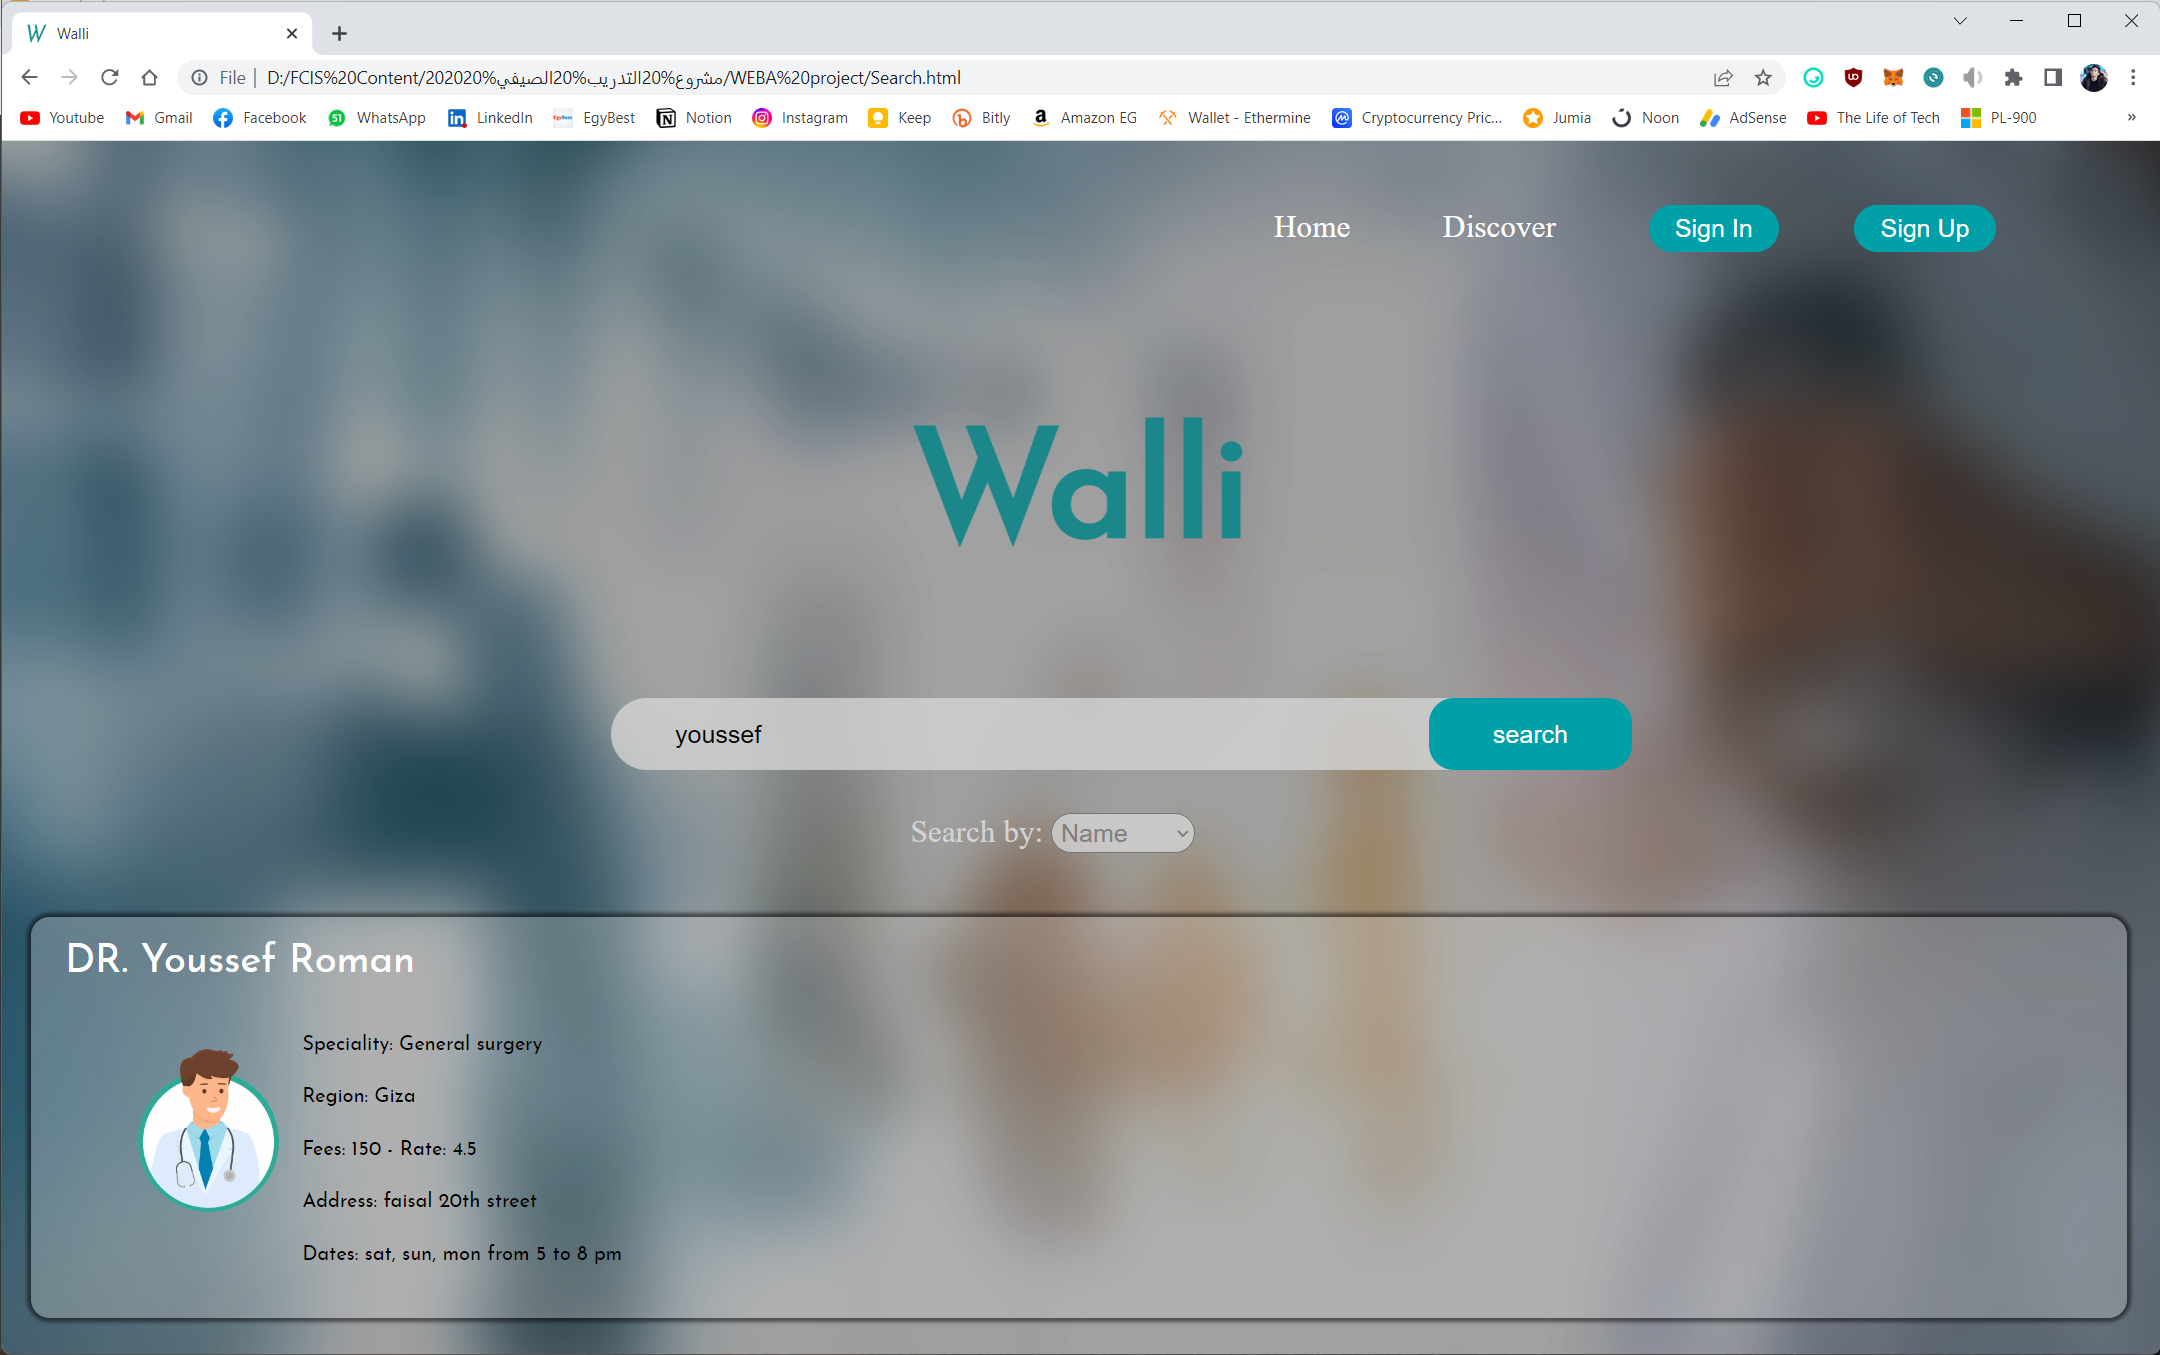 Walli
File | D:/FCIS%20Content/202020%مشروع%20التدريب%20الصيفي/WEBA%20project/Search.html
Youtube Gmail Facebook WhatsApp LinkedIn EgyBest Notion Instagram Keep Bitly Amazon EG Wallet - Ethermine Cryptocurrency Pric... Jumia Noon AdSense The Life of Tech PL-900 »
Home Discover Sign In Sign Up
Walli
youssef search
Search by: Name
DR. Youssef Roman
Speciality: General surgery
Region: Giza
Fees: 150 - Rate: 4.5
Address: faisal 20th street
Dates: sat, sun, mon from 5 to 8 pm